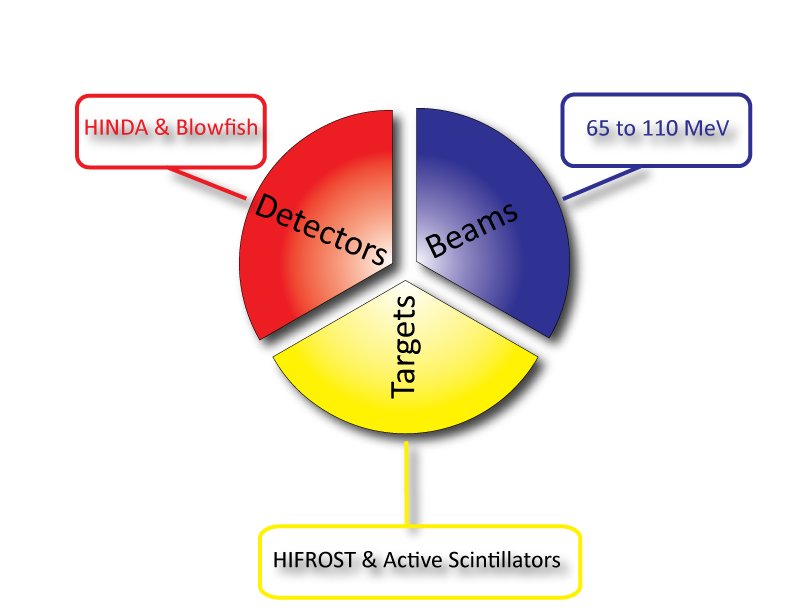 HINDA & Blowfish
65 to 110 MeV
Detectors
Beams
Targets
HIFROST & Active Scintillators